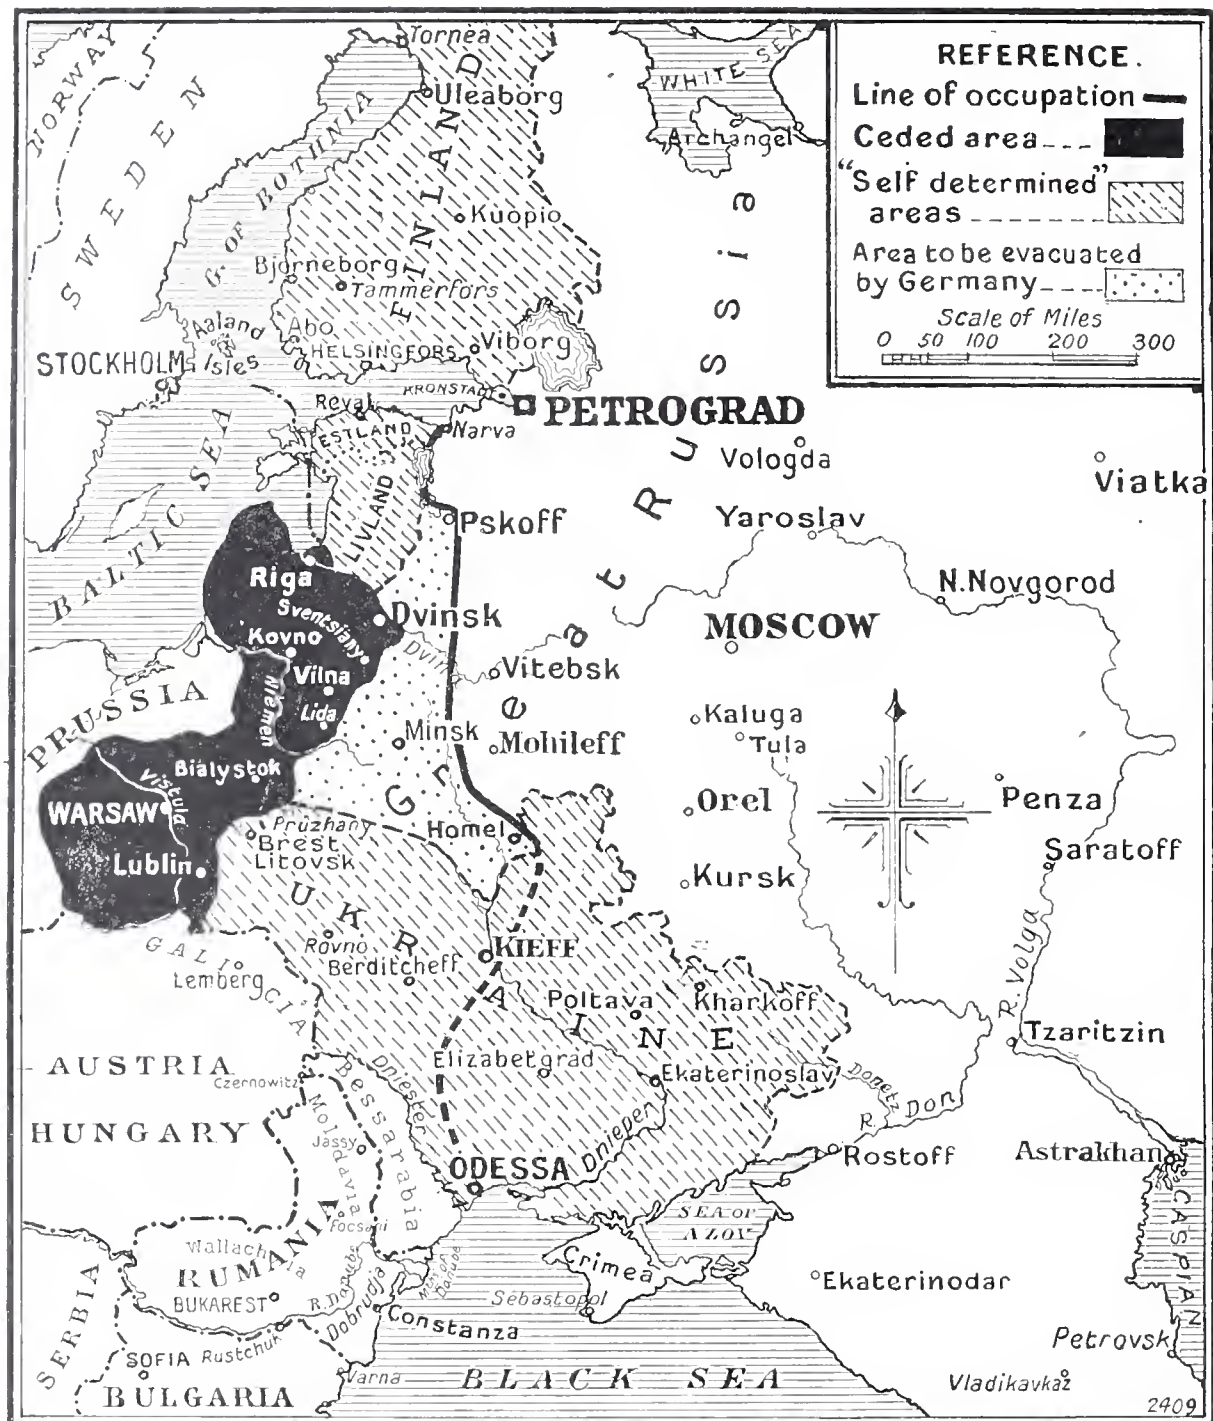 REFERENCE.
Line of occupation
Ceded area
"Self determined" areas
Area to be evacuated
by Germany
Scale of Miles
0 50 100 200 300
NORWAY
SWEDEN
G. OF BOTHNIA
Tornea
Uleaborg
WHITE SEA
Archangel
FINLAND
Kuopio
Bjorneborg
Tammerfors
Aaland
Isles
Abo
HELSINGFORS
Viborg
STOCKHOLM
KRONSTADT
PETROGRAD
Reval
ESTLAND
Narva
LIVLAND
BALTIC SEA
Great Russia
Vologda
Viatka
Pskoff
Yaroslav
N.Novgorod
Riga
Sventsiany
Dvinsk
Kovno
Vilna
Lida
Niemen
Dvin
Vitebsk
MOSCOW
PRUSSIA
Minsk
Mohileff
Kaluga
Tula
Bialystok
Vistula
WARSAW
Lublin
Pruzhany
Brest
Litovsk
Homel
Orel
Penza
Kursk
Saratoff
UKRAINE
Rovno
Berditcheff
KIEFF
Poltava
Kharkoff
R. Volga
GALICIA
Lemberg
Tzaritzin
AUSTRIA
HUNGARY
Czernowitz
Elizabetgrad
Ekaterinoslav
Donetz
R. Don
Dniester
Bessarabia
Moldavia
Jassy
Focsani
ODESSA
Dnieper
Rostoff
Astrakhan
SEA OF
AZOV
CASPIAN
Crimea
Sebastopol
Ekaterinodar
Wallachia
RUMANIA
BUKAREST
R. Danube
Dobrudja
Constanza
SERBIA
SOFIA
Rustchuk
BULGARIA
Varna
BLACK SEA
Petrovsk
Vladikavkaz
2409